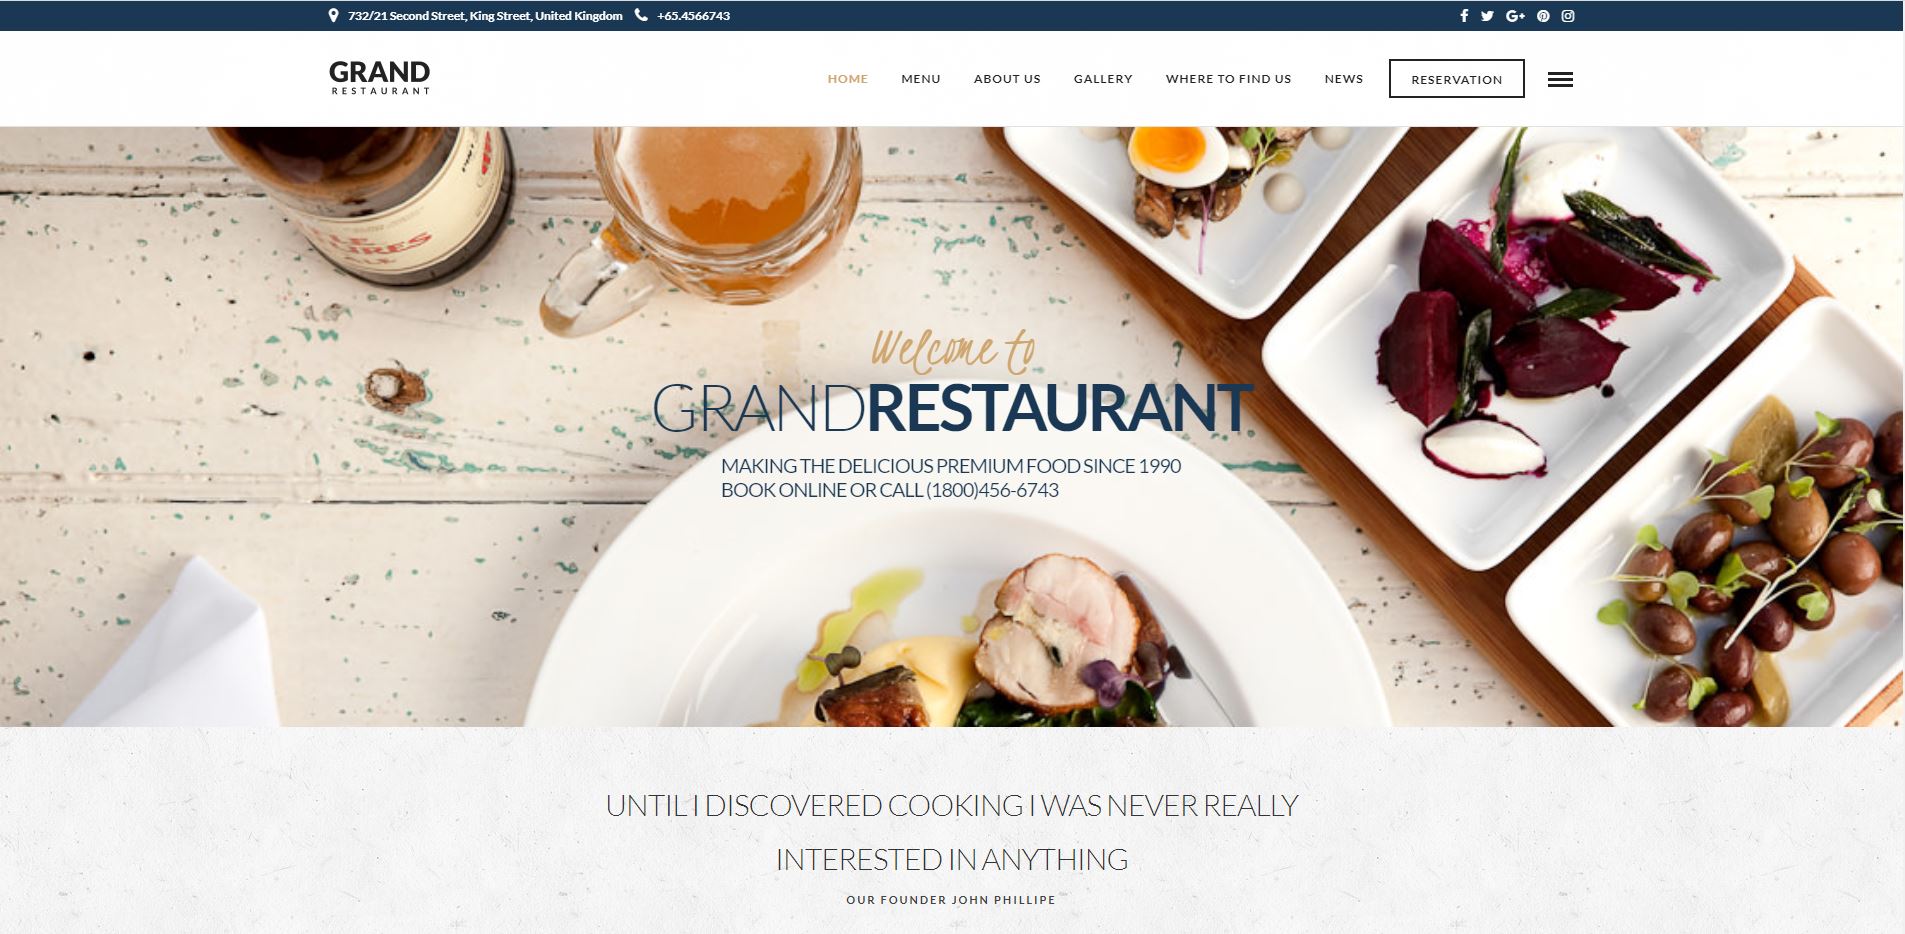 732/21 Second Street, King Street, United Kingdom +65.4566743
GRAND
RESTAURANT
HOME MENU ABOUT US GALLERY WHERE TO FIND US NEWS RESERVATION
Welcome to
GRANDRESTAURANT
MAKING THE DELICIOUS PREMIUM FOOD SINCE 1990
BOOK ONLINE OR CALL (1800)456-6743
UNTIL I DISCOVERED COOKING I WAS NEVER REALLY
INTERESTED IN ANYTHING
OUR FOUNDER JOHN PHILLIPE